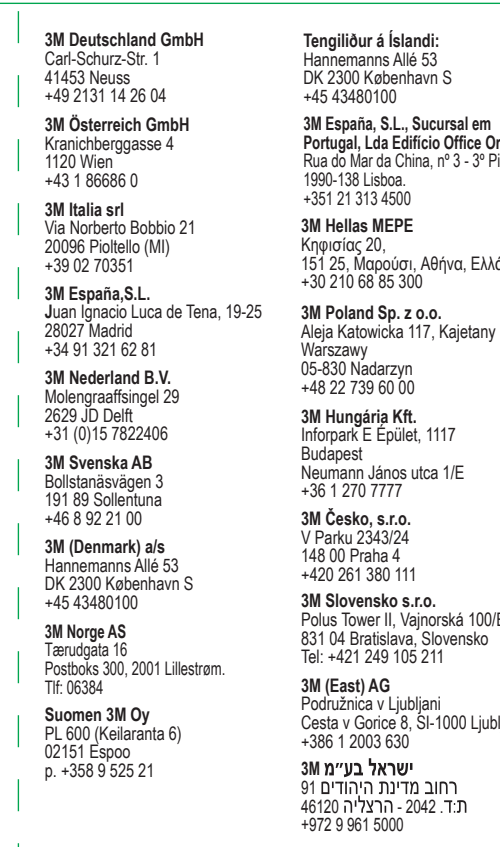 3M Deutschland GmbH
Carl-Schurz-Str. 1
41453 Neuss
+49 2131 14 26 04
3M Österreich GmbH
Kranichberggasse 4
1120 Wien
+43 1 86686 0
3M Italia srl
Via Norberto Bobbio 21
20096 Pioltello (MI)
+39 02 70351
3M España,S.L.
Juan Ignacio Luca de Tena, 19-25
28027 Madrid
+34 91 321 62 81
3M Nederland B.V.
Molengraaffsingel 29
2629 JD Delft
+31 (0)15 7822406
3M Svenska AB
Bollstanäsvägen 3
191 89 Sollentuna
+46 8 92 21 00
3M (Denmark) a/s
Hannemanns Allé 53
DK 2300 København S
+45 43480100
3M Norge AS
Tærudgata 16
Postboks 300, 2001 Lillestrøm.
Tlf: 06384
Suomen 3M Oy
PL 600 (Keilaranta 6)
02151 Espoo
p. +358 9 525 21
Tengiliður á Íslandi:
Hannemanns Allé 53
DK 2300 København S
+45 43480100
3M España, S.L., Sucursal em
Portugal, Lda Edifício Office
Rua do Mar da China, nº 3 - 3º
1990-138 Lisboa.
+351 21 313 4500
3M Hellas MEPE
Κηφισίας 20,
151 25, Μαρούσι, Αθήνα,
+30 210 68 85 300
3M Poland Sp. z o.o.
Aleja Katowicka 117, Kajetany
Warszawy
05-830 Nadarzyn
+48 22 739 60 00
3M Hungária Kft.
Inforpark E Épület, 1117
Budapest
Neumann János utca 1/E
+36 1 270 7777
3M Česko, s.r.o.
V Parku 2343/24
148 00 Praha 4
+420 261 380 111
3M Slovensko s.r.o.
Polus Tower II, Vajnorská
831 04 Bratislava, Slovensko
Tel: +421 249 105 211
3M (East) AG
Podružnica v Ljubljani
Cesta v Gorice 8, SI-1000
+386 1 2003 630
3M ישראל בע״מ
רחוב מדינת היהודים 91
ת:ד. 2042 - הרצליה 46120
+972 9 961 5000